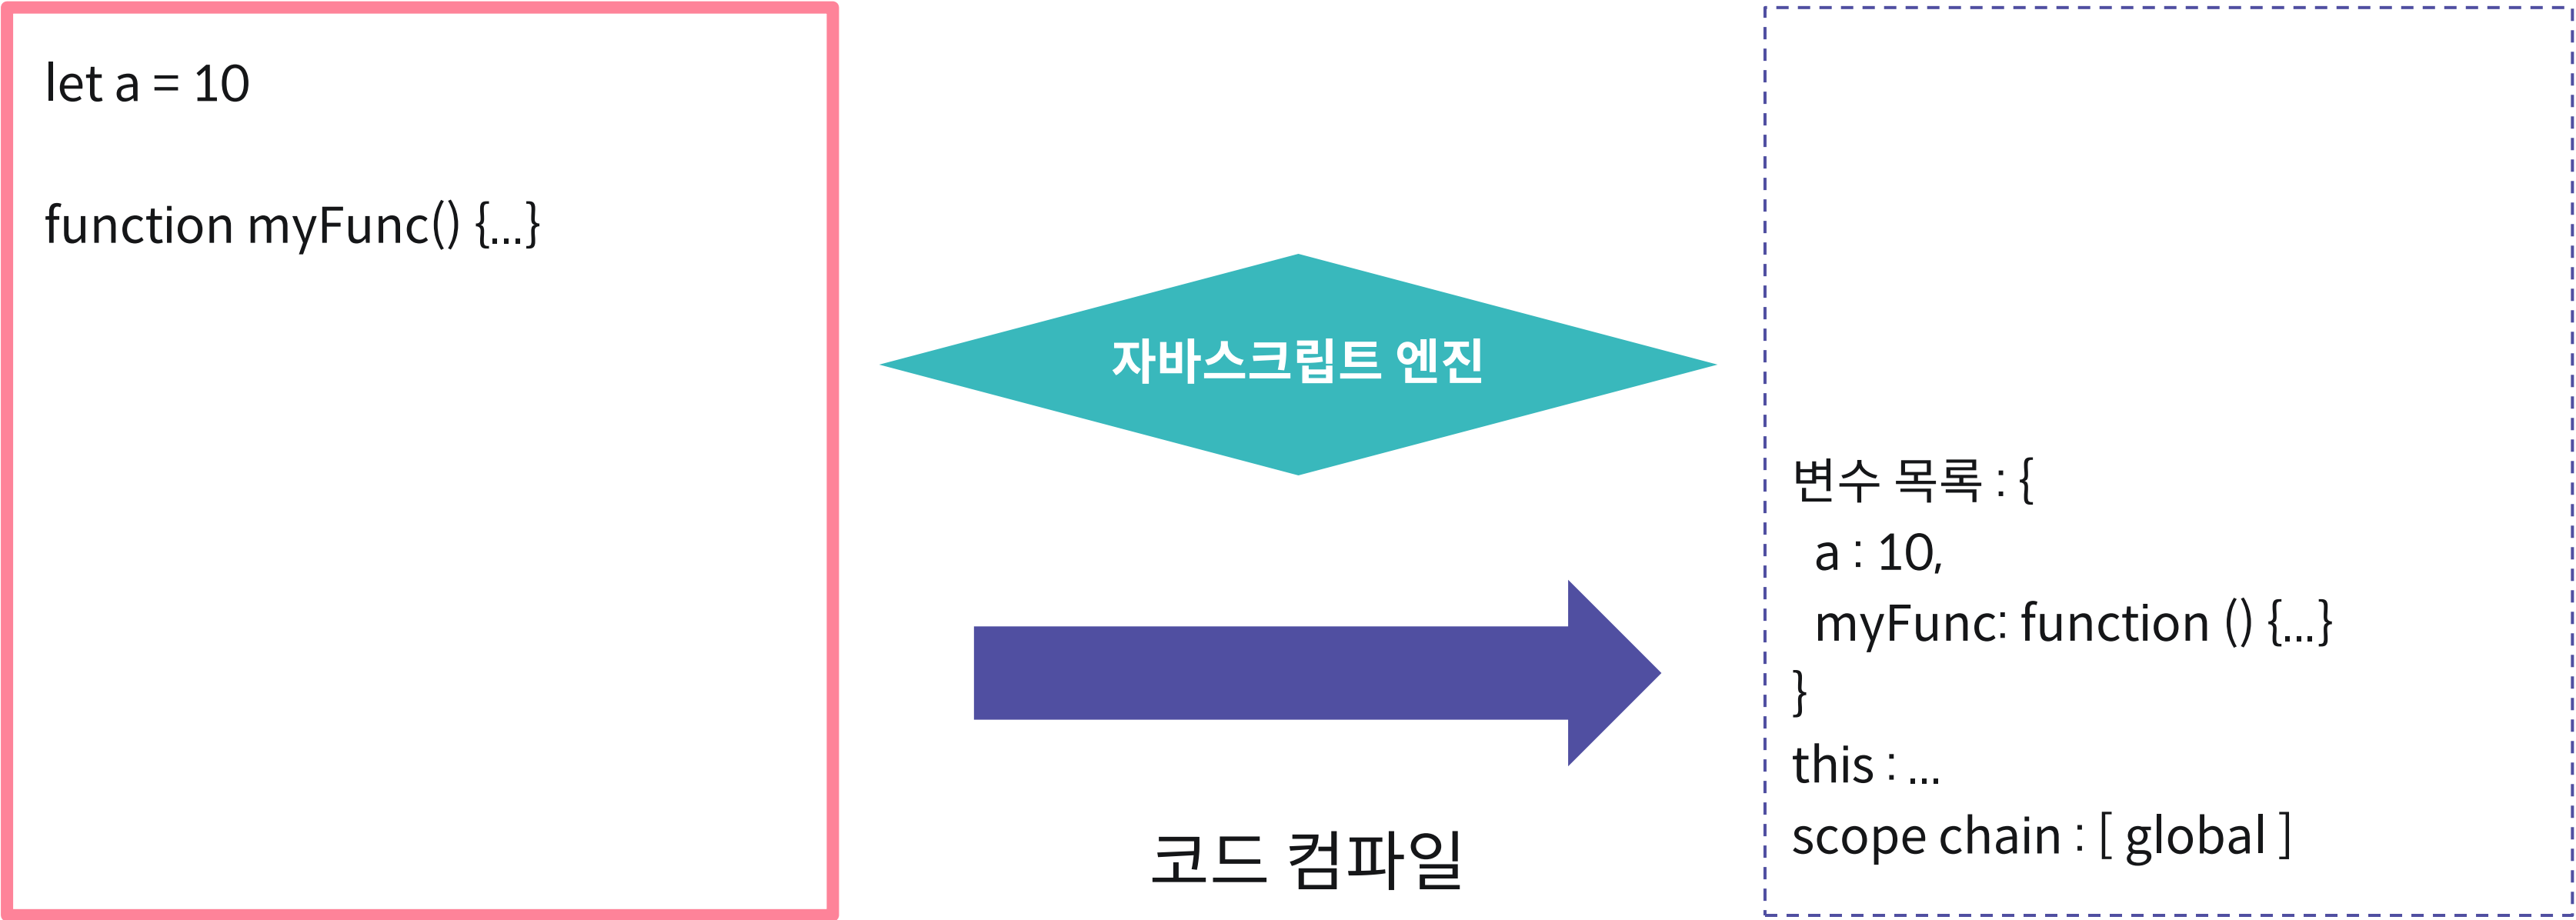 let a = 10
function myFunc() {...}
자바스크립트 엔진
코드 컴파일
변수 목록 : {
a : 10,
myFunc: function () {...}
}
this : ...
scope chain : [ global ]